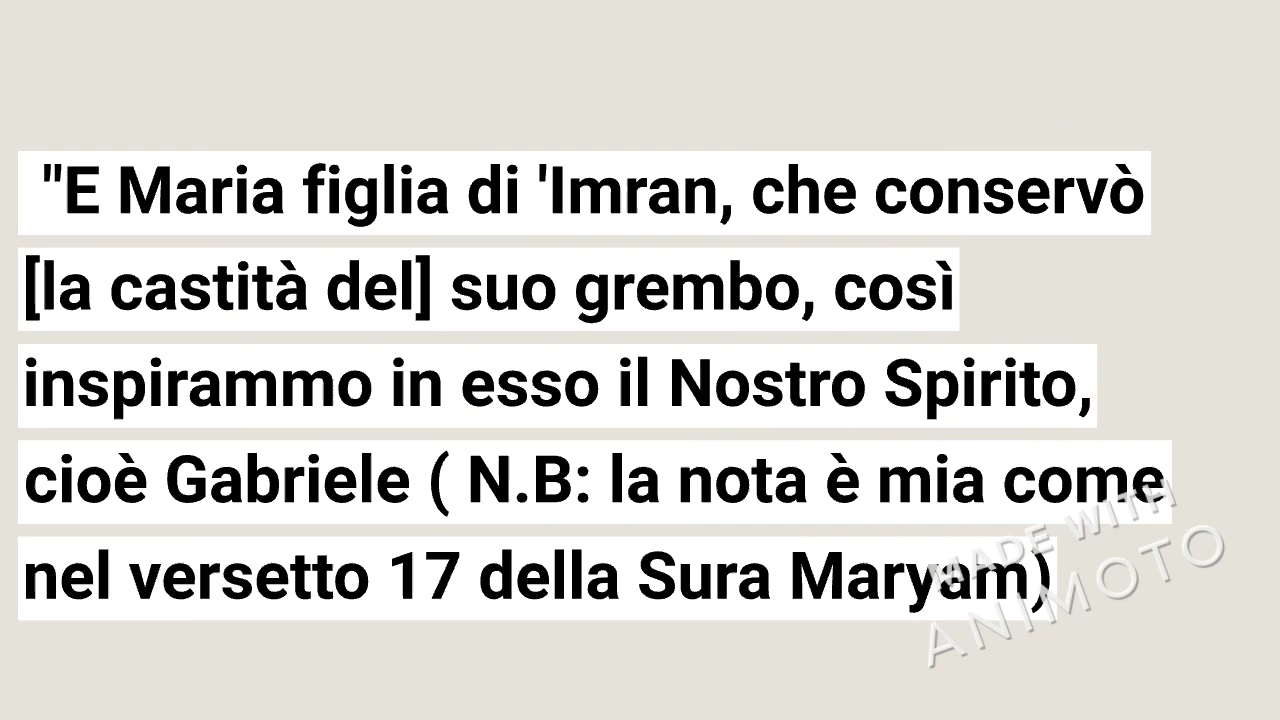 "E Maria figlia di 'Imran, che conservò
[la castità del] suo grembo, così
inspirammo in esso il Nostro Spirito,
cioè Gabriele ( N.B: la nota è mia come
nel versetto 17 della Sura Maryam)
MADE WITH
ANIMOTO